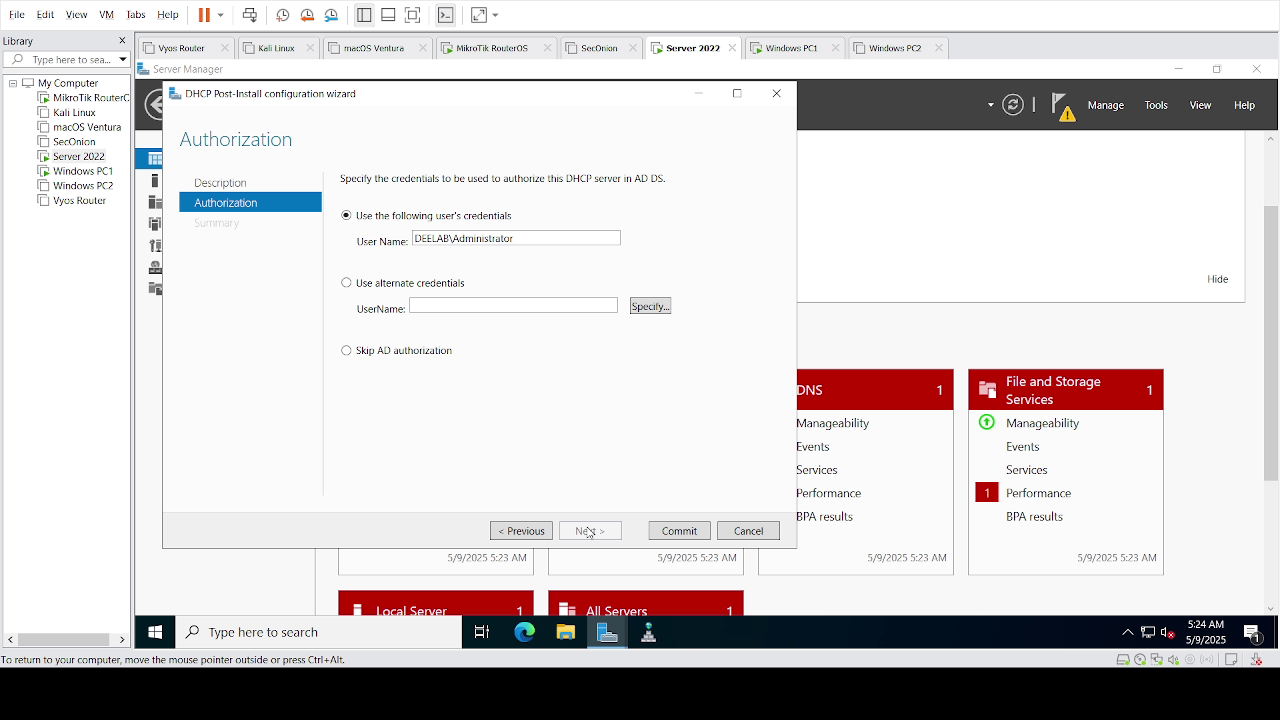 File Edit View VM Tabs Help
Library
Vyos Router
Kali Linux
macOS Ventura
MikroTik RouterOS
SecOnion
Server 2022
Windows PC1
Windows PC2
Type here to sea...
My Computer
MikroTik RouterO
Kali Linux
macOS Ventura
SecOnion
Server 2022
Windows PC1
Windows PC2
Vyos Router
Server Manager
Manage Tools View Help
DHCP Post-Install configuration wizard
Authorization
Description
Authorization
Summary
Specify the credentials to be used to authorize this DHCP server in AD DS.
Use the following user's credentials
User Name: DEELAB\Administrator
Use alternate credentials
UserName:
Specify...
Skip AD authorization
< Previous
Next >
Commit
Cancel
Hide
DNS 1
Manageability
Events
Services
Performance
BPA results
5/9/2025 5:23 AM
File and Storage
Services
1
Manageability
Events
Services
1 Performance
BPA results
5/9/2025 5:23 AM
5/9/2025 5:23 AM
5/9/2025 5:23 AM
Local Server 1
All Servers 1
Type here to search
5:24 AM
5/9/2025
1
To return to your computer, move the mouse pointer outside or press Ctrl+Alt.